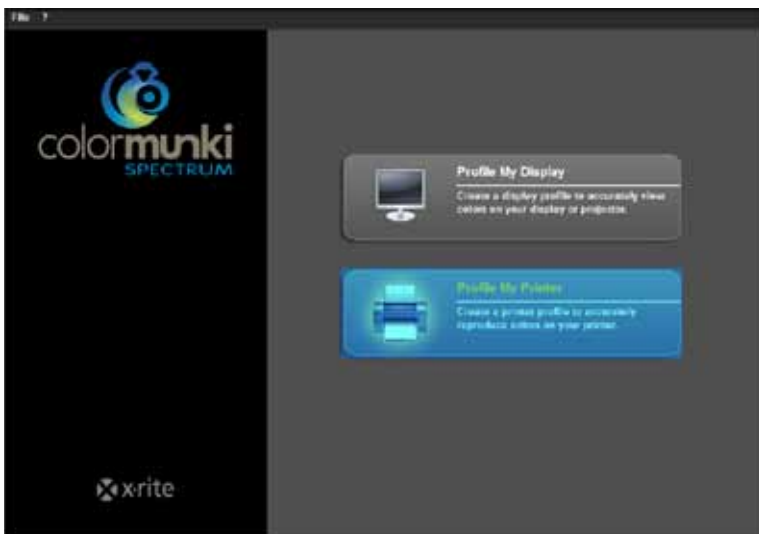 File ?
colormunki
SPECTRUM
Profile My Display
Create a display profile to accurately view
colors on your display or projector.
Profile My Printer
Create a printer profile to accurately
reproduce colors on your printer.
x·rite